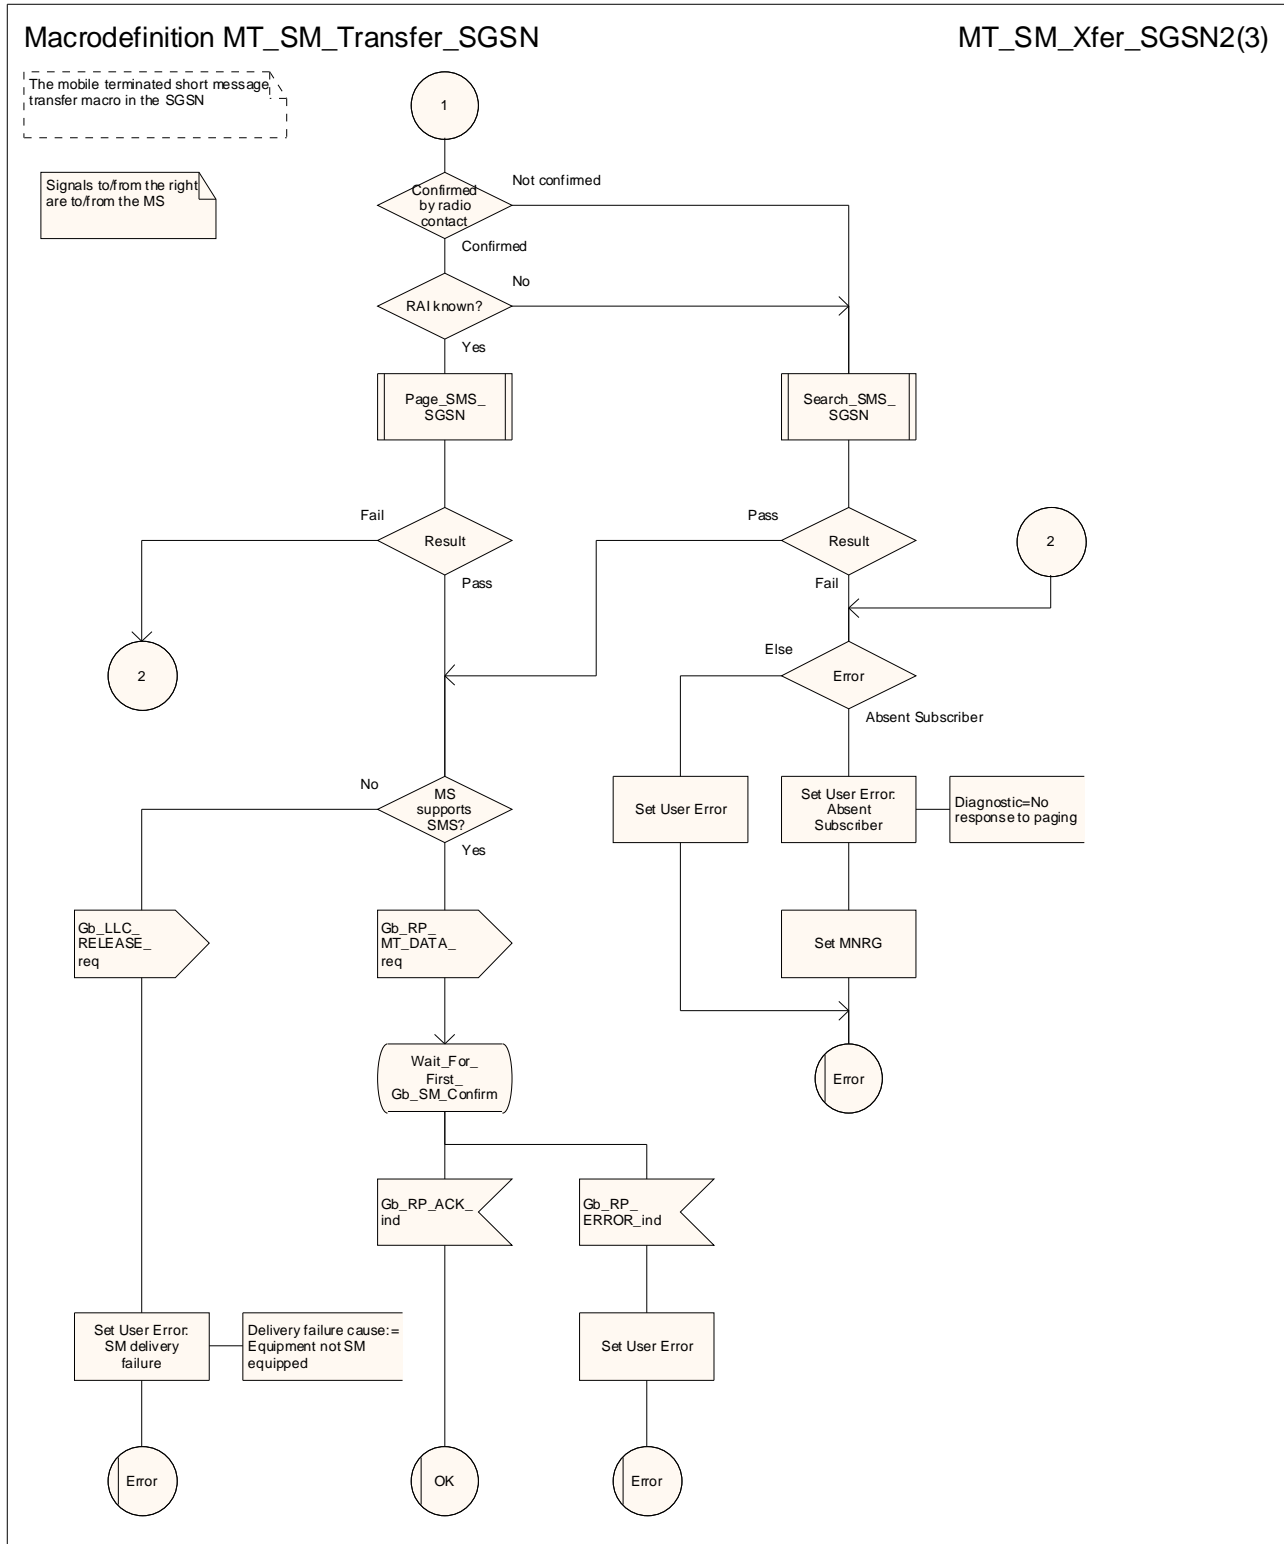 Macrodefinition MT_SM_Transfer_SGSN
MT_SM_Xfer_SGSN2(3)
The mobile terminated short message
transfer macro in the SGSN
1
Signals to/from the right
are to/from the MS
Confirmed
by radio
contact
Not confirmed
Confirmed
RAI known?
No
Yes
Page_SMS_
SGSN
Search_SMS_
SGSN
Fail
Result
Pass
Pass
Result
Fail
2
2
Else
Error
Absent Subscriber
No
MS
supports
SMS?
Yes
Set User Error
Set User Error:
Absent
Subscriber
Diagnostic=No
response to paging
Gb_LLC_
RELEASE_
req
Gb_RP_
MT_DATA_
req
Set MNRG
Wait_For_
First_
Gb_SM_Confirm
Error
Gb_RP_ACK_
ind
Gb_RP_
ERROR_ind
Set User Error:
SM delivery
failure
Delivery failure cause:=
Equipment not SM
equipped
Set User Error
Error
OK
Error